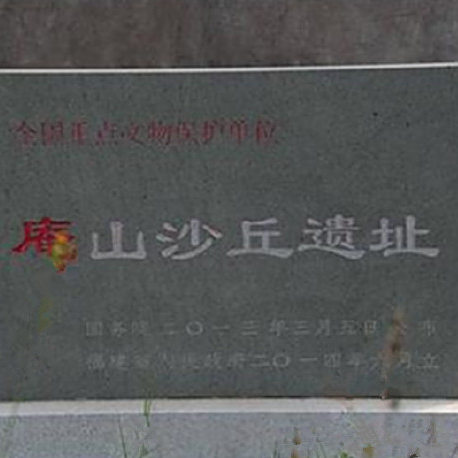 全国重点文物保护单位
庵山沙丘遗址
国务院二〇一三年三月五日公布
福建省人民政府二〇一四年六月立